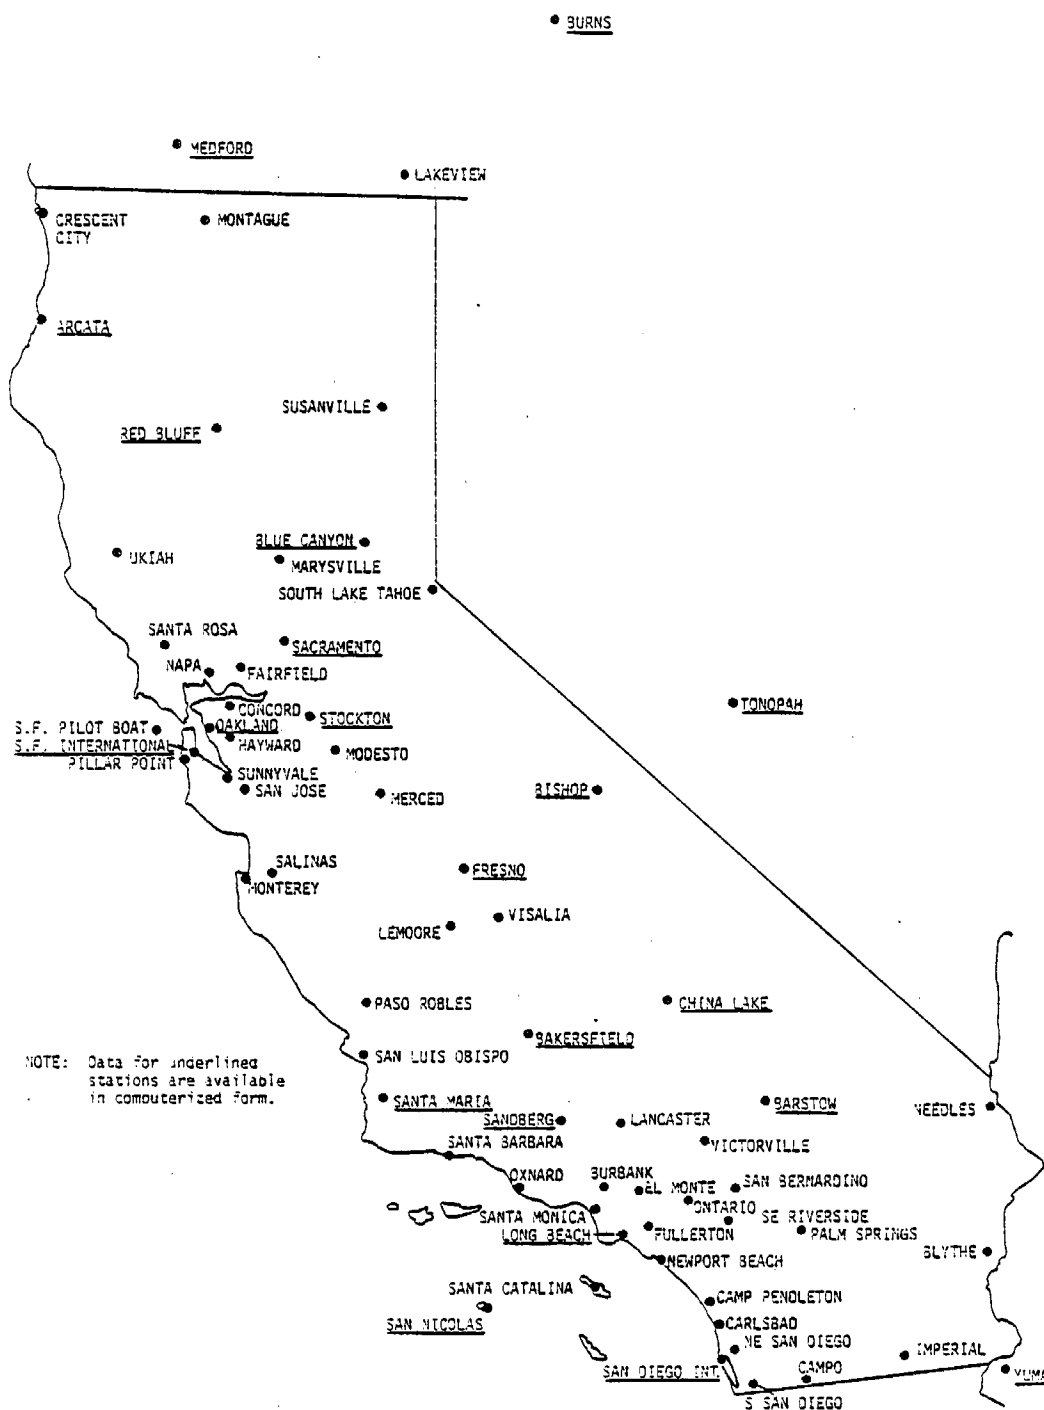 BURNS
MEDFORD
LAKEVIEW
CRESCENT
CITY
MONTAGUE
ARCATA
SUSANVILLE
RED BLUFF
BLUE CANYON
UKIAH
MARYSVILLE
SOUTH LAKE TAHOE
SANTA ROSA
SACRAMENTO
NAPA
FAIRFIELD
CONCORD
STOCKTON
TONOPAH
S.F. PILOT BOAT
OAKLAND
S.F. INTERNATIONAL
HAYWARD
MODESTO
PILLAR POINT
SUNNYVALE
SAN JOSE
MERCED
BISHOP
SALINAS
FRESNO
MONTEREY
VISALIA
LEMOORE
PASO ROBLES
CHINA LAKE
BAKERSFIELD
SAN LUIS OBISPO
NOTE: Data for underlined
stations are available
in computerized form.
SANTA MARIA
BARSTOW
NEEDLES
SANDBERG
LANCASTER
SANTA BARBARA
VICTORVILLE
OXNARD
BURBANK
EL MONTE
SAN BERNARDINO
ONTARIO
SANTA MONICA
SE RIVERSIDE
LONG BEACH
FULLERTON
PALM SPRINGS
BLYTHE
NEWPORT BEACH
SANTA CATALINA
CAMP PENDLETON
SAN NICOLAS
CARLSBAD
NE SAN DIEGO
IMPERIAL
SAN DIEGO INT.
CAMPO
YUMA
S SAN DIEGO